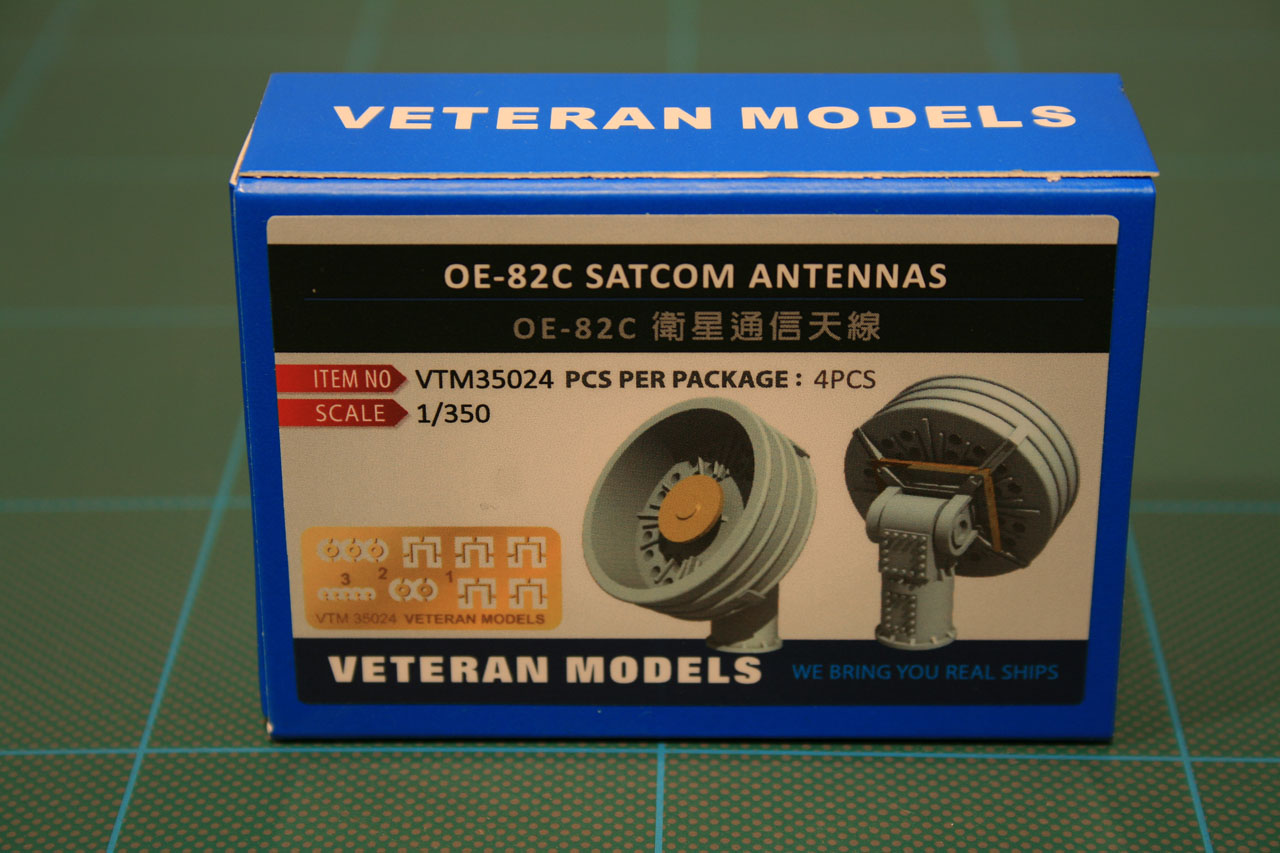 VETERAN MODELS
OE-82C SATCOM ANTENNAS
OE-82C 衛星通信天線
ITEM NO VTM35024 PCS PER PACKAGE : 4PCS
SCALE 1/350
3 2 1
VTM 35024 VETERAN MODELS
VETERAN MODELS WE BRING YOU REAL SHIPS